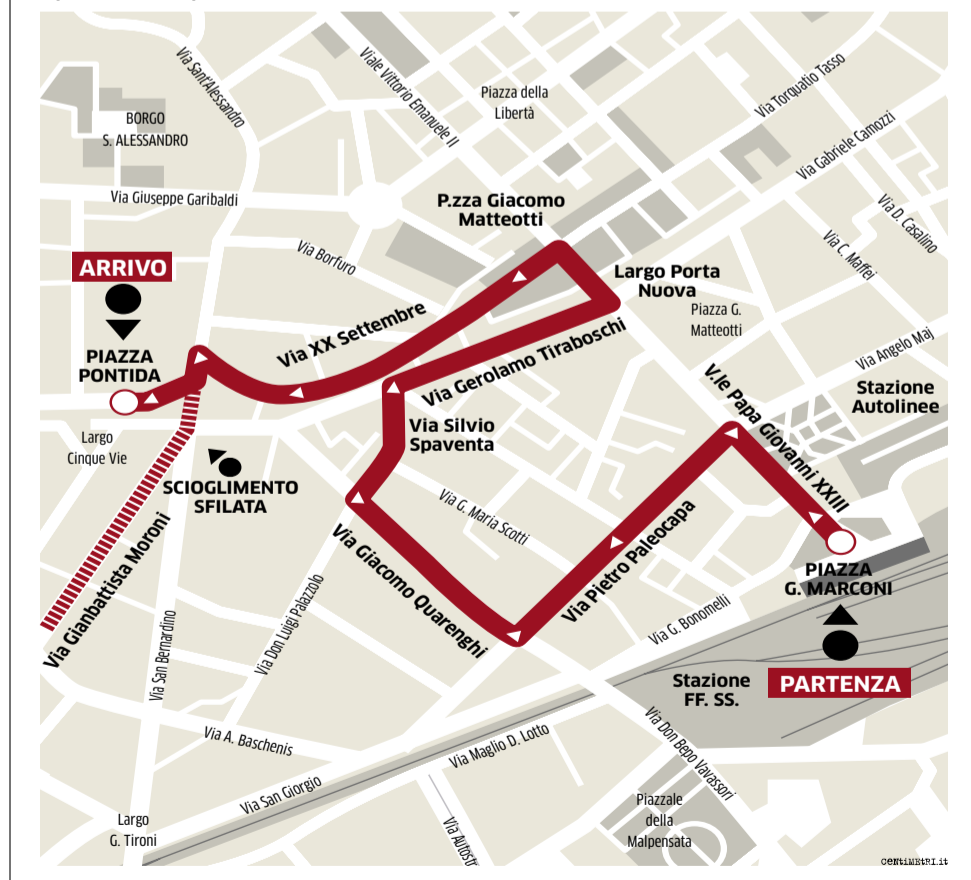 Via Sant'Alessandro
Viale Vittorio Emanuele II
Piazza della
Libertà
Via Torquatio Tasso
BORGO
S. ALESSANDRO
Via Gabriele Camozzi
Via Giuseppe Garibaldi
P.zza Giacomo
Matteotti
Via D. Casalino
Via C. Maffei
Via Borfuro
ARRIVO
Largo Porta
Nuova
Piazza G.
Matteotti
Via XX Settembre
Via Gerolamo Tiraboschi
Via Angelo Maj
PIAZZA
PONTIDA
V.le Papa Giovanni XXIII
Stazione
Autolinee
Via Silvio
Spaventa
Largo
Cinque Vie
SCIOGLIMENTO
SFILATA
Via G. Maria Scotti
Via Gianbattista Moroni
Via Giacomo Quarenghi
Via Pietro Paleocapa
PIAZZA
G. MARCONI
Via San Bernardino
Via Don Luigi Palazzolo
Via G. Bonomelli
Stazione
FF. SS.
PARTENZA
Via A. Baschenis
Via Maglio D. Lotto
Via Don Bepo Vavassori
Via San Giorgio
Largo
G. Tironi
Via Autostr
Piazzale
della
Malpensata
CENTIMETRI.it